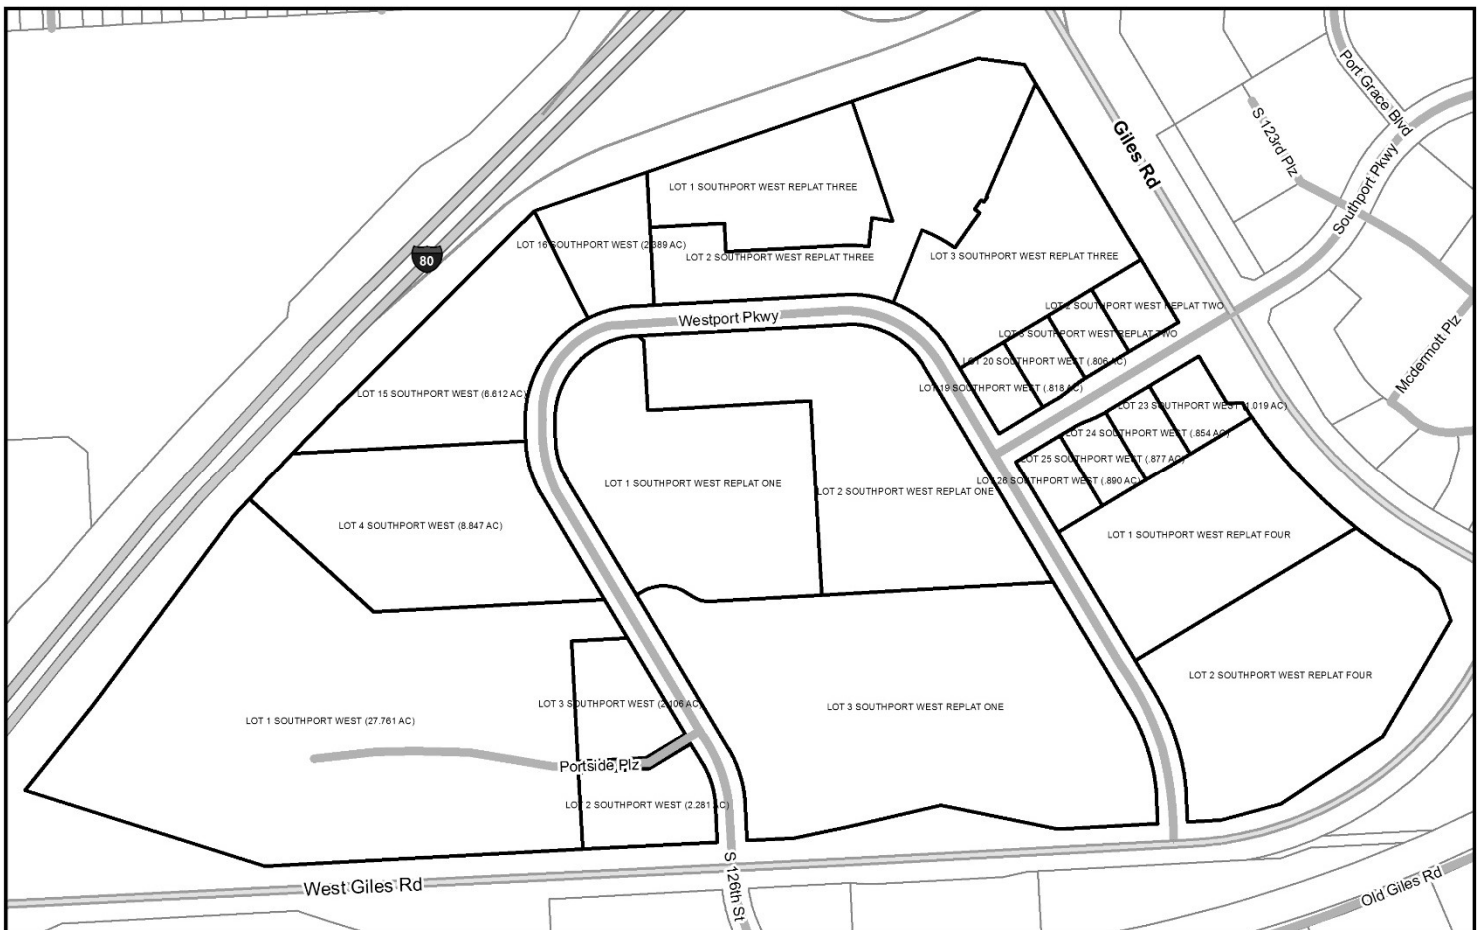 Port Grace Blvd
S 123rd Plz
Giles Rd
Southport Pkwy
LOT 1 SOUTHPORT WEST REPLAT THREE
LOT 16 SOUTHPORT WEST (2.389 AC)
LOT 2 SOUTHPORT WEST REPLAT THREE
LOT 3 SOUTHPORT WEST REPLAT THREE
80
LOT 2 SOUTHPORT WEST REPLAT TWO
Westport Pkwy
SOUTHPORT WEST REPLAT TWO
Mcdermott Plz
LOT 20 SOUTHPORT WEST (.806 AC)
LOT 19 SOUTHPORT WEST (.818 AC)
LOT 15 SOUTHPORT WEST (6.612 AC)
LOT 23 SOUTHPORT WEST (1.019 AC)
LOT 24 SOUTHPORT WEST (.854 AC)
LOT 25 SOUTHPORT WEST (.877 AC)
LOT 26 SOUTHPORT WEST (.890 AC)
LOT 1 SOUTHPORT WEST REPLAT ONE
LOT 2 SOUTHPORT WEST REPLAT ONE
LOT 4 SOUTHPORT WEST (8.847 AC)
LOT 1 SOUTHPORT WEST REPLAT FOUR
LOT 2 SOUTHPORT WEST REPLAT FOUR
LOT 3 SOUTHPORT WEST (2.106 AC)
LOT 3 SOUTHPORT WEST REPLAT ONE
LOT 1 SOUTHPORT WEST (27.761 AC)
Portside Plz
LOT 2 SOUTHPORT WEST (2.281 AC)
West Giles Rd
S 126th St
Old Giles Rd